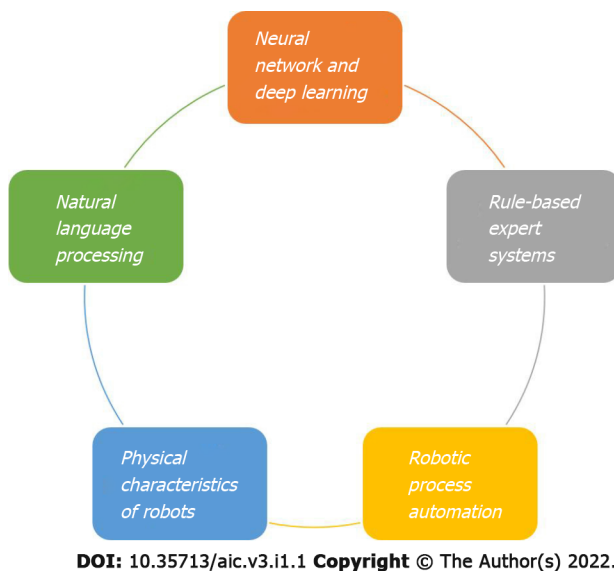 Neural
network and
deep learning
Natural
language
processing
Rule-based
expert
systems
Physical
characteristics
of robots
Robotic
process
automation
DOI: 10.35713/aic.v3.i1.1 Copyright © The Author(s) 2022.